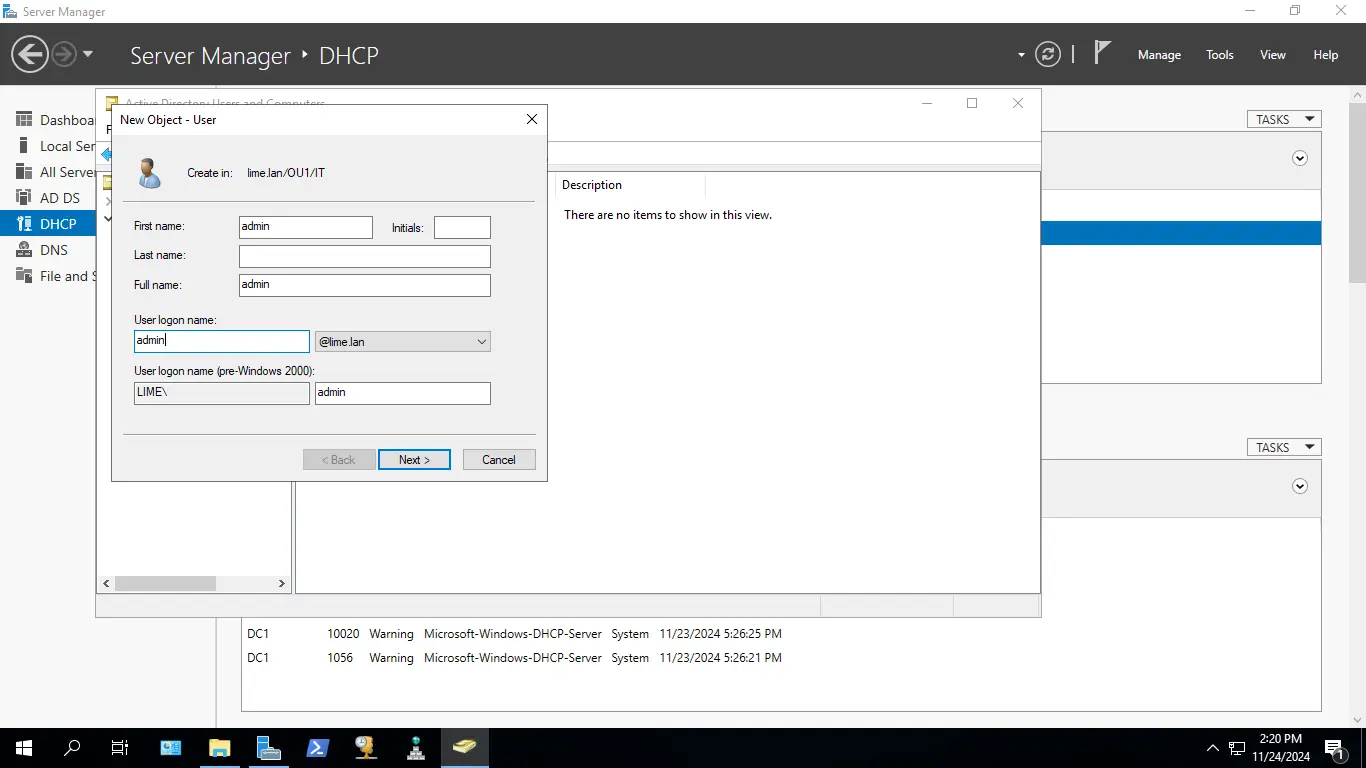 Server Manager
Server Manager DHCP
Manage Tools View Help
Dashboa
Local Ser
All Server
AD DS
DHCP
DNS
File and S
Active Directory Users and Computers
New Object - User
Create in: lime.lan/OU1/IT
First name: admin Initials:
Last name:
Full name: admin
User logon name:
admin @lime.lan
User logon name (pre-Windows 2000):
LIME\ admin
< Back Next > Cancel
Description
There are no items to show in this view.
TASKS
TASKS
DC1 10020 Warning Microsoft-Windows-DHCP-Server System 11/23/2024 5:26:25 PM
DC1 1056 Warning Microsoft-Windows-DHCP-Server System 11/23/2024 5:26:21 PM
2:20 PM
11/24/2024
1